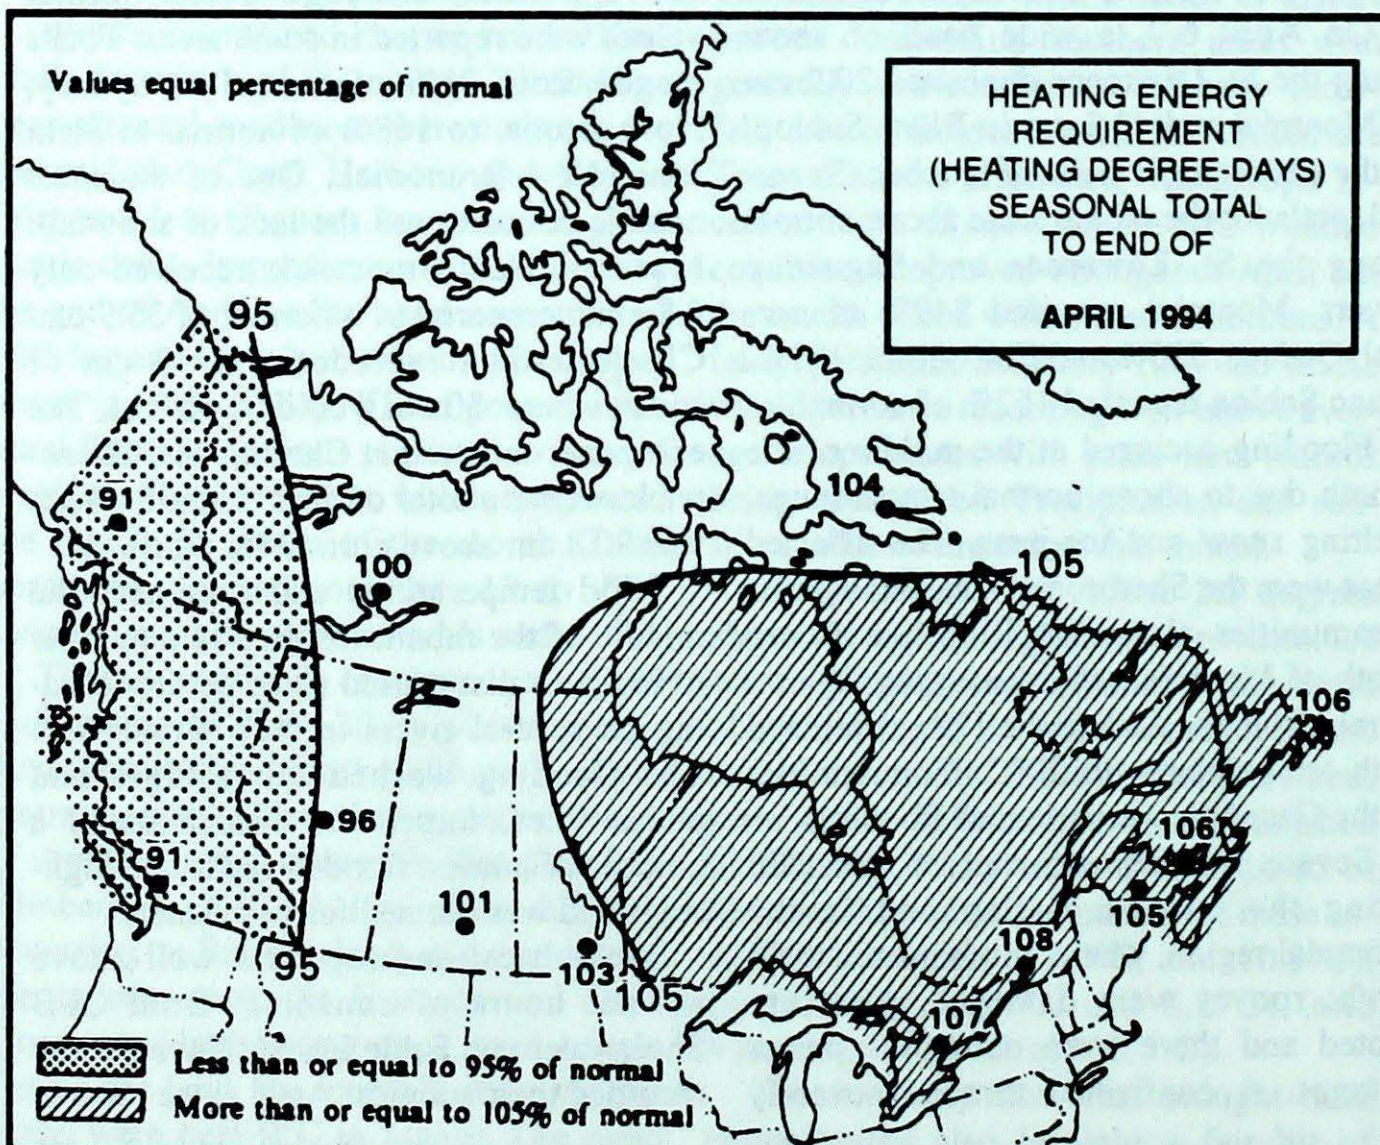 Values equal percentage of normal
HEATING ENERGY
REQUIREMENT
(HEATING DEGREE-DAYS)
SEASONAL TOTAL
TO END OF
APRIL 1994
95
91
104
105
100
106
96
106
91
105
101
108
95
103
105
107
Less than or equal to 95% of normal
More than or equal to 105% of normal